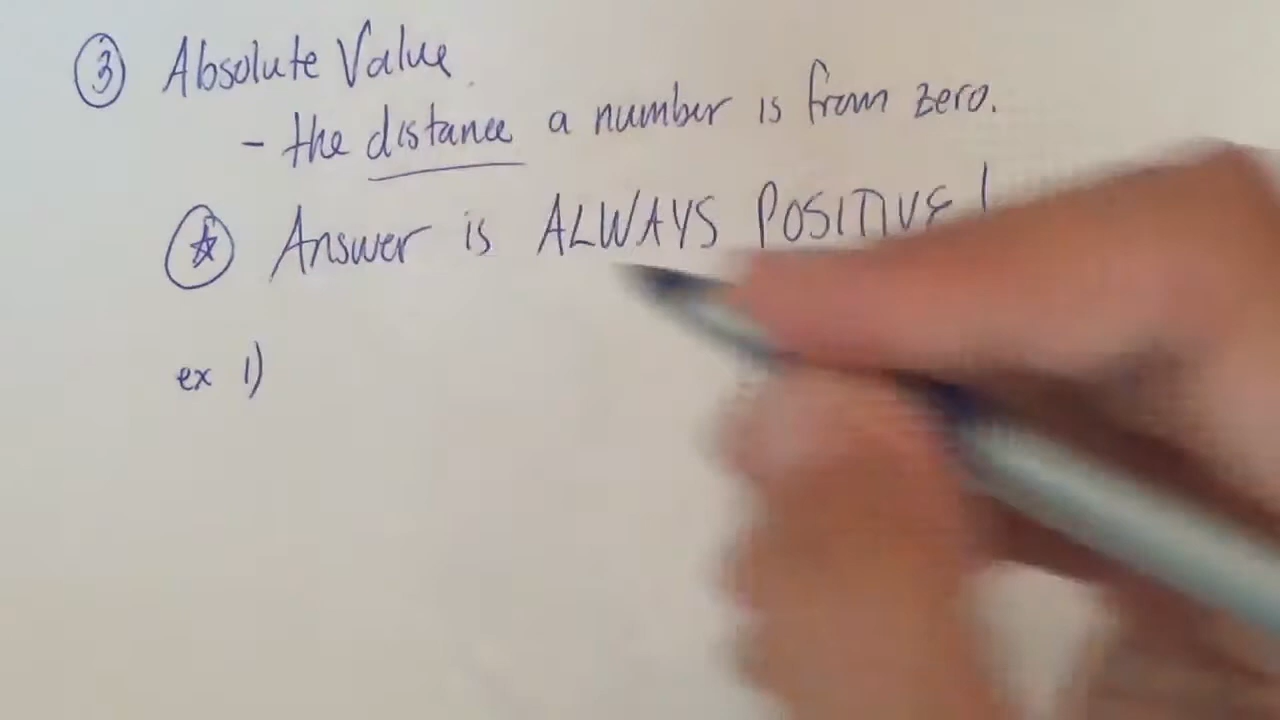 ③ Absolute Value
- the distance a number is from zero.
Answer is ALWAYS POSITIVE!
ex 1)